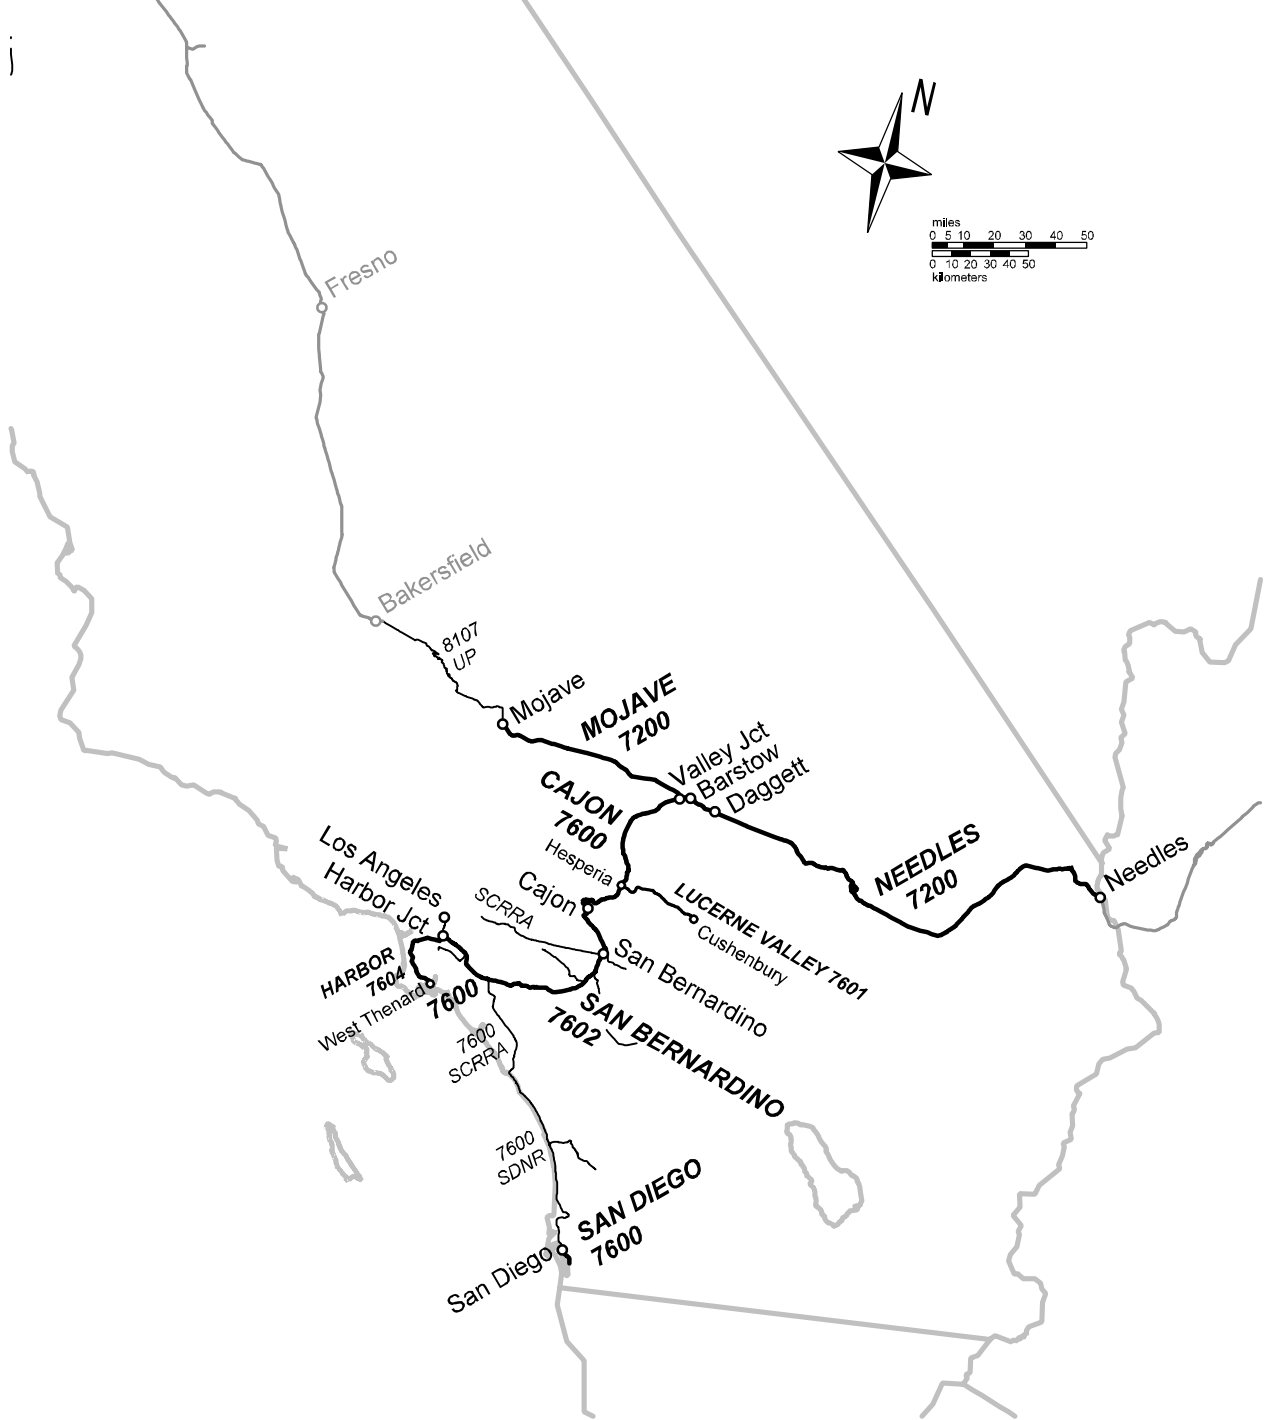 j
N
miles
0 5 10 20 30 40 50
0 10 20 30 40 50
kilometers
Fresno
Bakersfield
8107
UP
Mojave
MOJAVE
7200
Valley Jct
Barstow
Daggett
CAJON
7600
Hesperia
NEEDLES
7200
Needles
Los Angeles
Harbor Jct
Cajon
SCRRA
LUCERNE VALLEY 7601
Cushenbury
San Bernardino
HARBOR
7604
West Thenard
7600
SAN BERNARDINO
7602
7600
SCRRA
7600
SDNR
SAN DIEGO
7600
San Diego